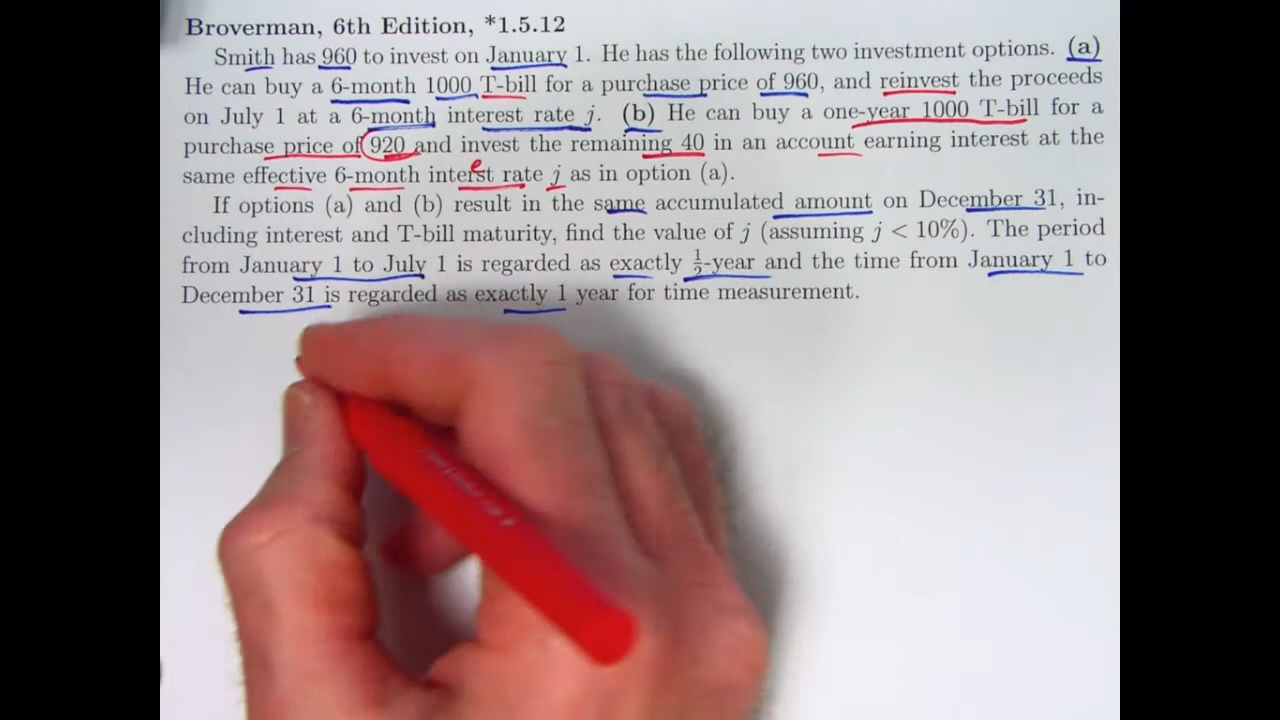 Broverman, 6th Edition, *1.5.12
Smith has 960 to invest on January 1. He has the following two investment options. (a)
He can buy a 6-month 1000 T-bill for a purchase price of 960, and reinvest the proceeds
on July 1 at a 6-month interest rate j. (b) He can buy a one-year 1000 T-bill for a
purchase price of 920 and invest the remaining 40 in an account earning interest at the
same effective 6-month interest rate j as in option (a).
If options (a) and (b) result in the same accumulated amount on December 31, in-
cluding interest and T-bill maturity, find the value of j (assuming j < 10%). The period
from January 1 to July 1 is regarded as exactly ½-year and the time from January 1 to
December 31 is regarded as exactly 1 year for time measurement.